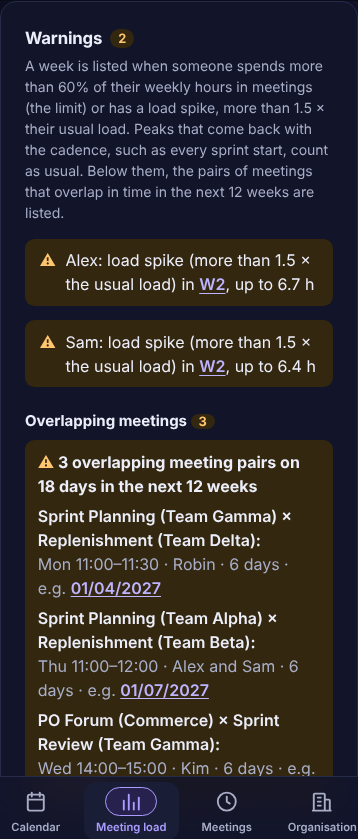 Warnings 2
A week is listed when someone spends more
than 60% of their weekly hours in meetings
(the limit) or has a load spike, more than 1.5 ×
their usual load. Peaks that come back with
the cadence, such as every sprint start, count
as usual. Below them, the pairs of meetings
that overlap in time in the next 12 weeks are
listed.
Alex: load spike (more than 1.5 ×
the usual load) in W2, up to 6.7 h
Sam: load spike (more than 1.5 ×
the usual load) in W2, up to 6.4 h
Overlapping meetings 3
3 overlapping meeting pairs on
18 days in the next 12 weeks
Sprint Planning (Team Gamma) ×
Replenishment (Team Delta):
Mon 11:00–11:30 · Robin · 6 days ·
e.g. 01/04/2027
Sprint Planning (Team Alpha) ×
Replenishment (Team Beta):
Thu 11:00–12:00 · Alex and Sam · 6
days · e.g. 01/07/2027
PO Forum (Commerce) × Sprint
Review (Team Gamma):
Wed 14:00–15:00 · Kim · 6 days · e.g.
Calendar Meeting load Meetings Organisation